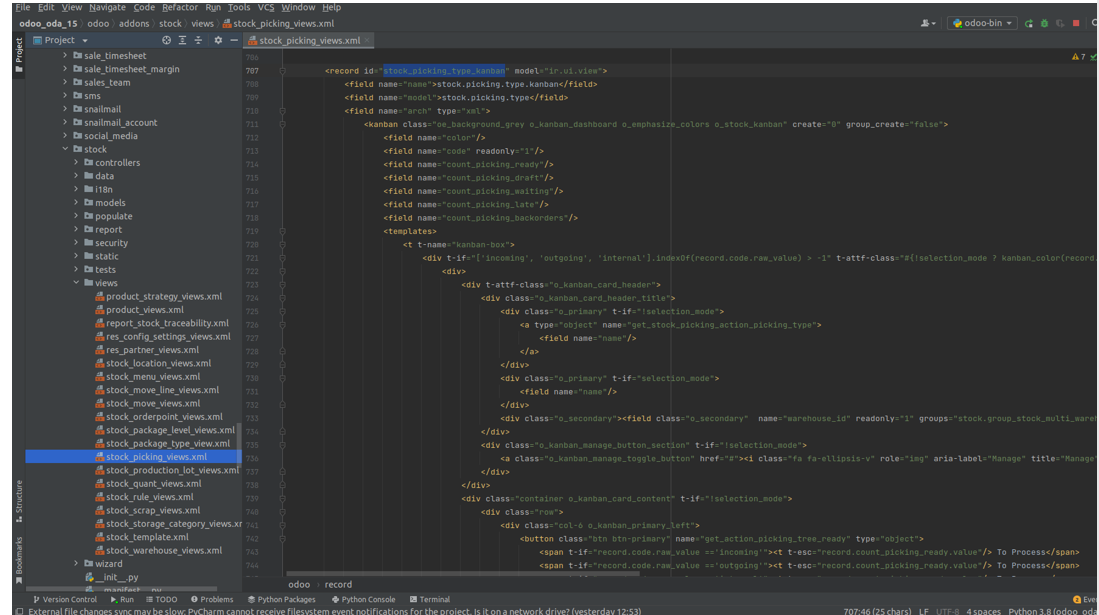 File Edit View Navigate Code Refactor Run Tools VCS Window Help
odoo_oda_15 › odoo › addons › stock › views › stock_picking_views.xml
odoo-bin
Project
stock_picking_views.xml
Project
sale_timesheet
sale_timesheet_margin
sales_team
sms
snailmail
snailmail_account
social_media
stock
controllers
data
i18n
models
populate
report
security
static
tests
views
product_strategy_views.xml
product_views.xml
report_stock_traceability.xml
res_config_settings_views.xml
res_partner_views.xml
stock_location_views.xml
stock_menu_views.xml
stock_move_line_views.xml
stock_move_views.xml
stock_orderpoint_views.xml
stock_package_level_views.xml
stock_package_type_view.xml
stock_picking_views.xml
stock_production_lot_views.xml
stock_quant_views.xml
stock_rule_views.xml
stock_scrap_views.xml
stock_storage_category_views.xr
stock_template.xml
stock_warehouse_views.xml
wizard
__init__.py
__manifest__.py
Structure
Bookmarks
706
7
707 <record id="stock_picking_type_kanban" model="ir.ui.view">
708 <field name="name">stock.picking.type.kanban</field>
709 <field name="model">stock.picking.type</field>
710 <field name="arch" type="xml">
711 <kanban class="oe_background_grey o_kanban_dashboard o_emphasize_colors o_stock_kanban" create="0" group_create="false">
712 <field name="color"/>
713 <field name="code" readonly="1"/>
714 <field name="count_picking_ready"/>
715 <field name="count_picking_draft"/>
716 <field name="count_picking_waiting"/>
717 <field name="count_picking_late"/>
718 <field name="count_picking_backorders"/>
719 <templates>
720 <t t-name="kanban-box">
721 <div t-if="['incoming', 'outgoing', 'internal'].indexOf(record.code.raw_value) > -1" t-attf-class="#{!selection_mode ? kanban_color(record.
722 <div>
723 <div t-attf-class="o_kanban_card_header">
724 <div class="o_kanban_card_header_title">
725 <div class="o_primary" t-if="!selection_mode">
726 <a type="object" name="get_stock_picking_action_picking_type">
727 <field name="name"/>
728 </a>
729 </div>
730 <div class="o_primary" t-if="selection_mode">
731 <field name="name"/>
732 </div>
733 <div class="o_secondary"><field class="o_secondary" name="warehouse_id" readonly="1" groups="stock.group_stock_multi_wareh
734 </div>
735 <div class="o_kanban_manage_button_section" t-if="!selection_mode">
736 <a class="o_kanban_manage_toggle_button" href="#"><i class="fa fa-ellipsis-v" role="img" aria-label="Manage" title="Manage"
737 </div>
738 </div>
739 <div class="container o_kanban_card_content" t-if="!selection_mode">
740 <div class="row">
741 <div class="col-6 o_kanban_primary_left">
742 <button class="btn btn-primary" name="get_action_picking_tree_ready" type="object">
743 <span t-if="record.code.raw_value =='incoming'"><t t-esc="record.count_picking_ready.value"/> To Process</span>
744 <span t-if="record.code.raw_value =='outgoing'"><t t-esc="record.count_picking_ready.value"/> To Process</span>
odoo › record
Version Control Run TODO Problems Python Packages Python Console Terminal
2 Even
External file changes sync may be slow: PyCharm cannot receive filesystem event notifications for the project. Is it on a network drive? (yesterday 12:53)
707:46 (25 chars) LF UTF-8 4 spaces Python 3.8 (odoo_oda